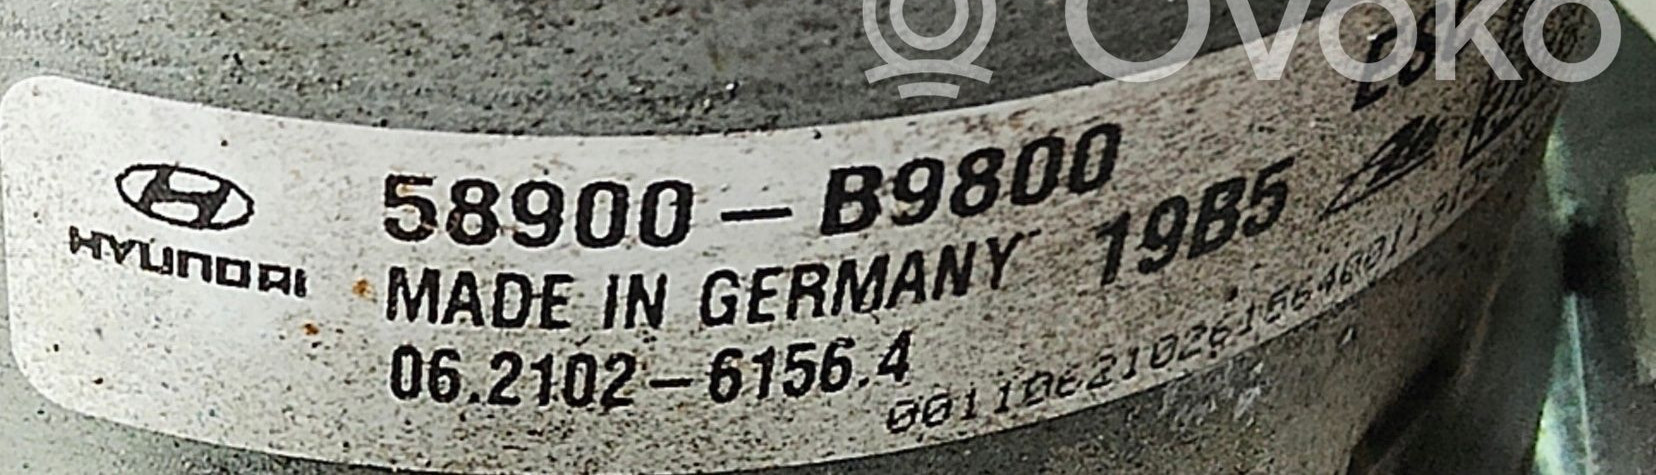 Ovoko
58900-B9800
HYUNDAI
MADE IN GERMANY 19B5
06.2102-6156.4